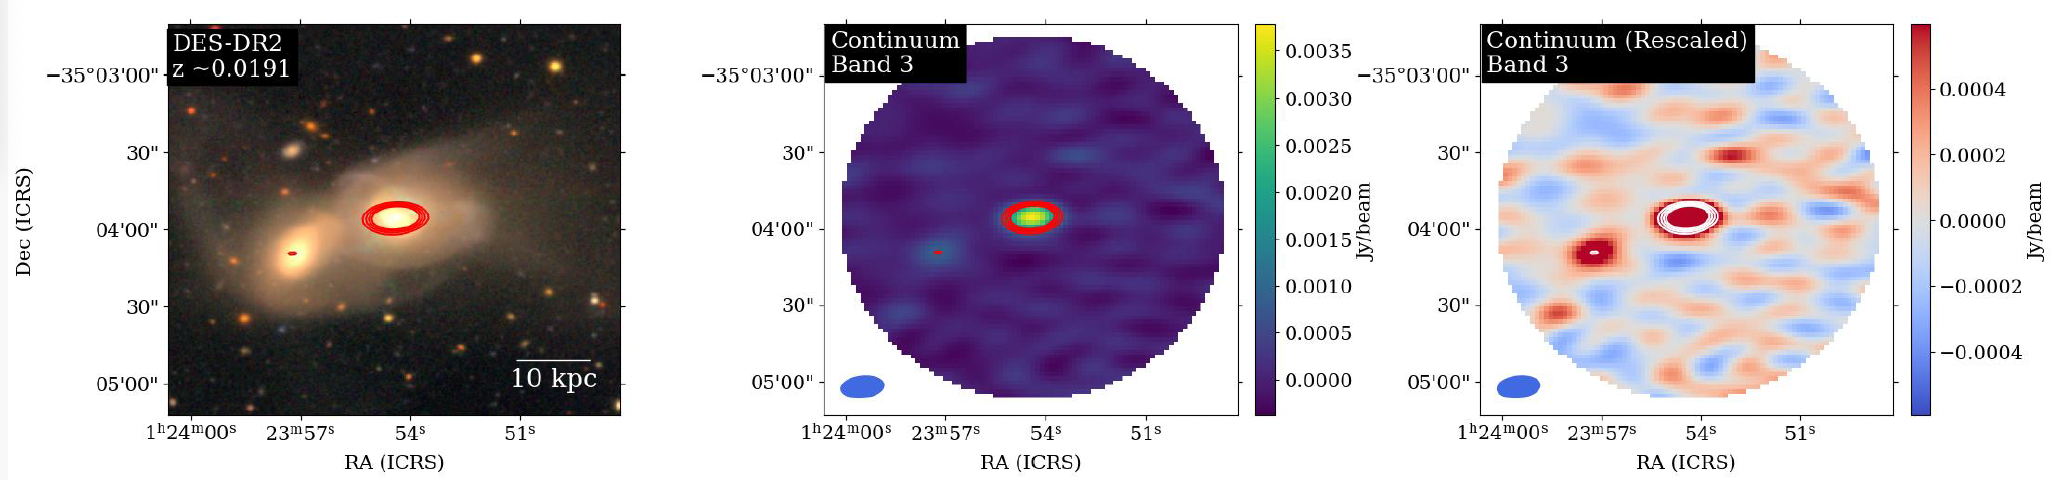 DES-DR2
z ~0.0191
−35°03'00"
30"
04'00"
30"
05'00"
Dec (ICRS)
10 kpc
1ʰ24ᵐ00ˢ
23ᵐ57ˢ
54ˢ
51ˢ
RA (ICRS)
Continuum
Band 3
−35°03'00"
30"
04'00"
30"
05'00"
1ʰ24ᵐ00ˢ
23ᵐ57ˢ
54ˢ
51ˢ
RA (ICRS)
0.0035
0.0030
0.0025
0.0020
0.0015
0.0010
0.0005
0.0000
Jy/beam
Continuum (Rescaled)
Band 3
−35°03'00"
30"
04'00"
30"
05'00"
1ʰ24ᵐ00ˢ
23ᵐ57ˢ
54ˢ
51ˢ
RA (ICRS)
0.0004
0.0002
0.0000
−0.0002
−0.0004
Jy/beam